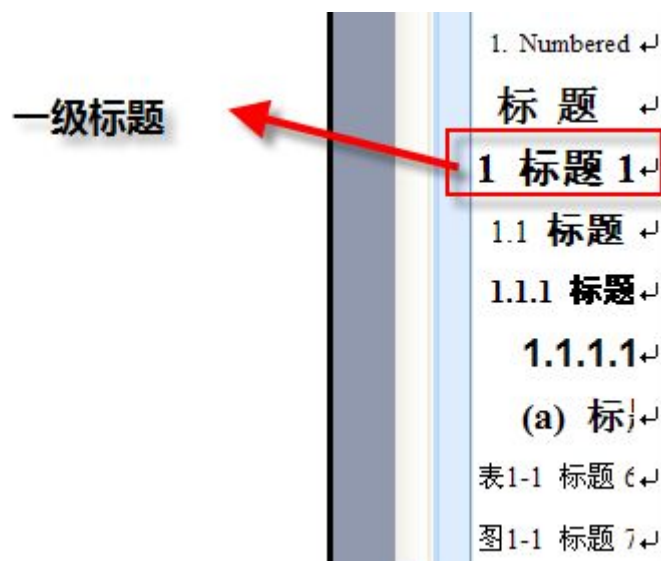 一级标题
1. Numbered ↵
标 题 ↵
1 标题 1↵
1.1 标题 ↵
1.1.1 标题↵
1.1.1.1↵
(a) 标↵
表1-1 标题 6↵
图1-1 标题 7↵